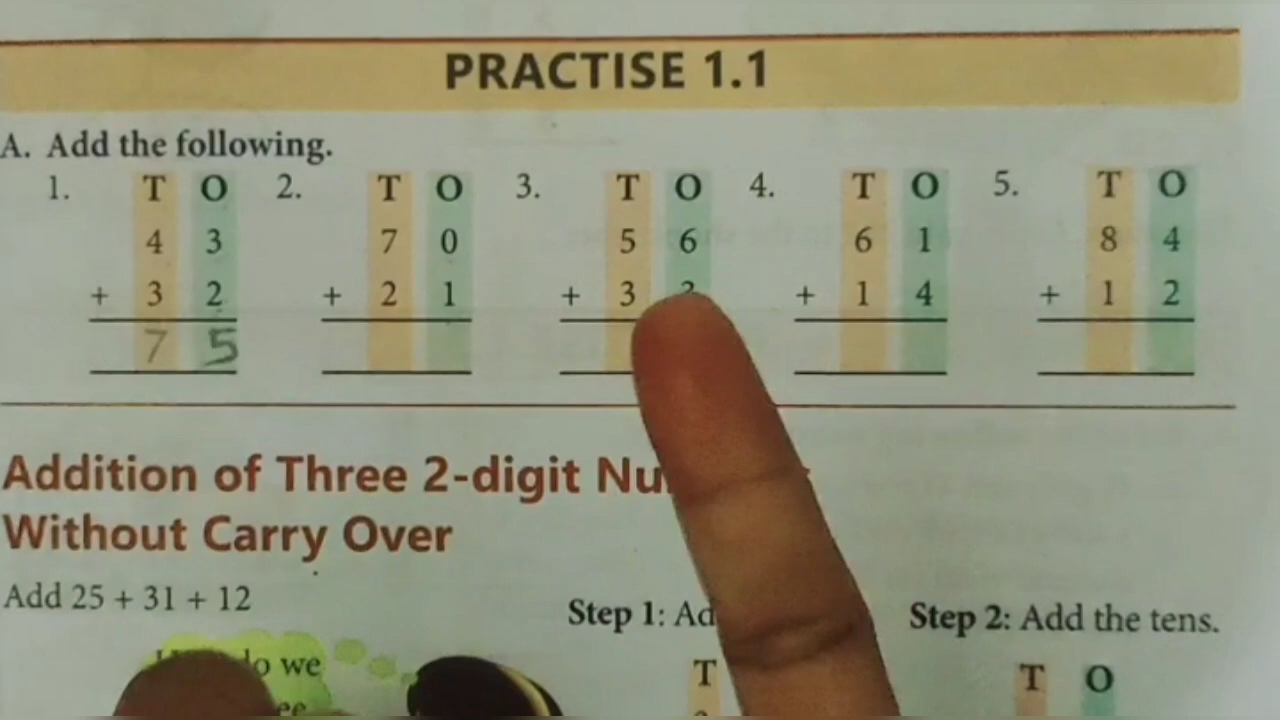 PRACTISE 1.1
A. Add the following.
1. T O 2. T O 3. T O 4. T O 5. T O
4 3 7 0 5 6 6 1 8 4
+ 3 2 + 2 1 + 3 + 1 4 + 1 2
7 5
Addition of Three 2-digit
Without Carry Over
Add 25 + 31 + 12
Step 1: Step 2: Add the tens.
we
T T O